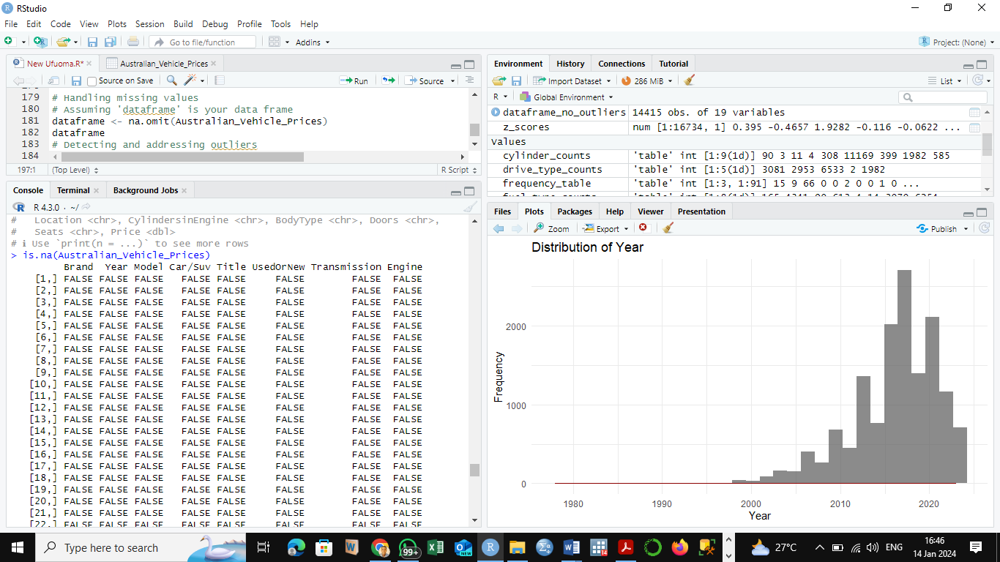 RStudio
File Edit Code View Plots Session Build Debug Profile Tools Help
Go to file/function Addins Project: (None)
New Ufuoma.R* Australian_Vehicle_Prices
Source on Save Run Source
179 # Handling missing values
180 # Assuming 'dataframe' is your data frame
181 dataframe <- na.omit(Australian_Vehicle_Prices)
182 dataframe
183 # Detecting and addressing outliers
184
197:1 (Top Level) R Script
Console Terminal Background Jobs
R 4.3.0 · ~/
# Location <chr>, CylindersinEngine <chr>, BodyType <chr>, Doors <chr>,
# Seats <chr>, Price <dbl>
# ℹ Use `print(n = ...)` to see more rows
> is.na(Australian_Vehicle_Prices)
Brand Year Model Car/Suv Title UsedOrNew Transmission Engine
[1,] FALSE FALSE FALSE FALSE FALSE FALSE FALSE FALSE
[2,] FALSE FALSE FALSE FALSE FALSE FALSE FALSE FALSE
[3,] FALSE FALSE FALSE FALSE FALSE FALSE FALSE FALSE
[4,] FALSE FALSE FALSE FALSE FALSE FALSE FALSE FALSE
[5,] FALSE FALSE FALSE FALSE FALSE FALSE FALSE FALSE
[6,] FALSE FALSE FALSE FALSE FALSE FALSE FALSE FALSE
[7,] FALSE FALSE FALSE FALSE FALSE FALSE FALSE FALSE
[8,] FALSE FALSE FALSE FALSE FALSE FALSE FALSE FALSE
[9,] FALSE FALSE FALSE FALSE FALSE FALSE FALSE FALSE
[10,] FALSE FALSE FALSE FALSE FALSE FALSE FALSE FALSE
[11,] FALSE FALSE FALSE FALSE FALSE FALSE FALSE FALSE
[12,] FALSE FALSE FALSE FALSE FALSE FALSE FALSE FALSE
[13,] FALSE FALSE FALSE FALSE FALSE FALSE FALSE FALSE
[14,] FALSE FALSE FALSE FALSE FALSE FALSE FALSE FALSE
[15,] FALSE FALSE FALSE FALSE FALSE FALSE FALSE FALSE
[16,] FALSE FALSE FALSE FALSE FALSE FALSE FALSE FALSE
[17,] FALSE FALSE FALSE FALSE FALSE FALSE FALSE FALSE
[18,] FALSE FALSE FALSE FALSE FALSE FALSE FALSE FALSE
[19,] FALSE FALSE FALSE FALSE FALSE FALSE FALSE FALSE
[20,] FALSE FALSE FALSE FALSE FALSE FALSE FALSE FALSE
[21,] FALSE FALSE FALSE FALSE FALSE FALSE FALSE FALSE
[22,] FALSE FALSE FALSE FALSE FALSE FALSE FALSE FALSE
Environment History Connections Tutorial
Import Dataset 286 MiB List
R Global Environment
dataframe_no_outliers 14415 obs. of 19 variables
z_scores num [1:16734, 1] 0.395 -0.4657 1.9282 -0.116 -0.0622 ...
Values
cylinder_counts 'table' int [1:9(1d)] 90 3 11 4 308 11169 399 1982 585
drive_type_counts 'table' int [1:5(1d)] 3081 2953 6533 2 1982
frequency_table 'table' int [1:3, 1:91] 15 9 66 0 0 2 0 0 1 0 ...
Files Plots Packages Help Viewer Presentation
Zoom Export Publish
Distribution of Year
Frequency
2000
1000
0
1980 1990 2000 2010 2020
Year
Type here to search
99+
NEW
27°C
ENG
16:46
14 Jan 2024